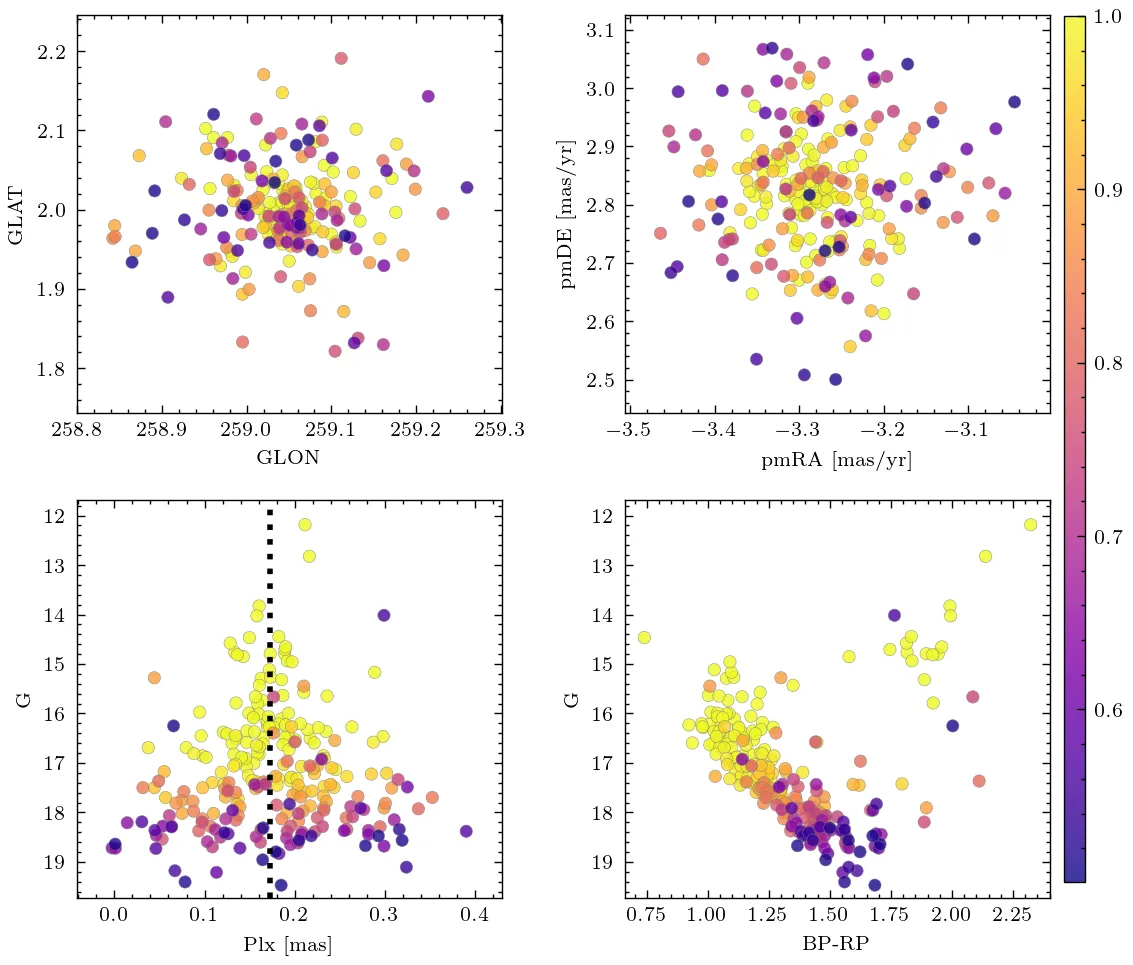 2.2
2.1
2.0
1.9
1.8
GLAT
258.8 258.9 259.0 259.1 259.2 259.3
GLON
3.1
3.0
2.9
2.8
2.7
2.6
2.5
pmDE [mas/yr]
−3.5 −3.4 −3.3 −3.2 −3.1
pmRA [mas/yr]
1.0
0.9
0.8
0.7
0.6
12
13
14
15
16
17
18
19
G
0.0 0.1 0.2 0.3 0.4
Plx [mas]
12
13
14
15
16
17
18
19
G
0.75 1.00 1.25 1.50 1.75 2.00 2.25
BP-RP